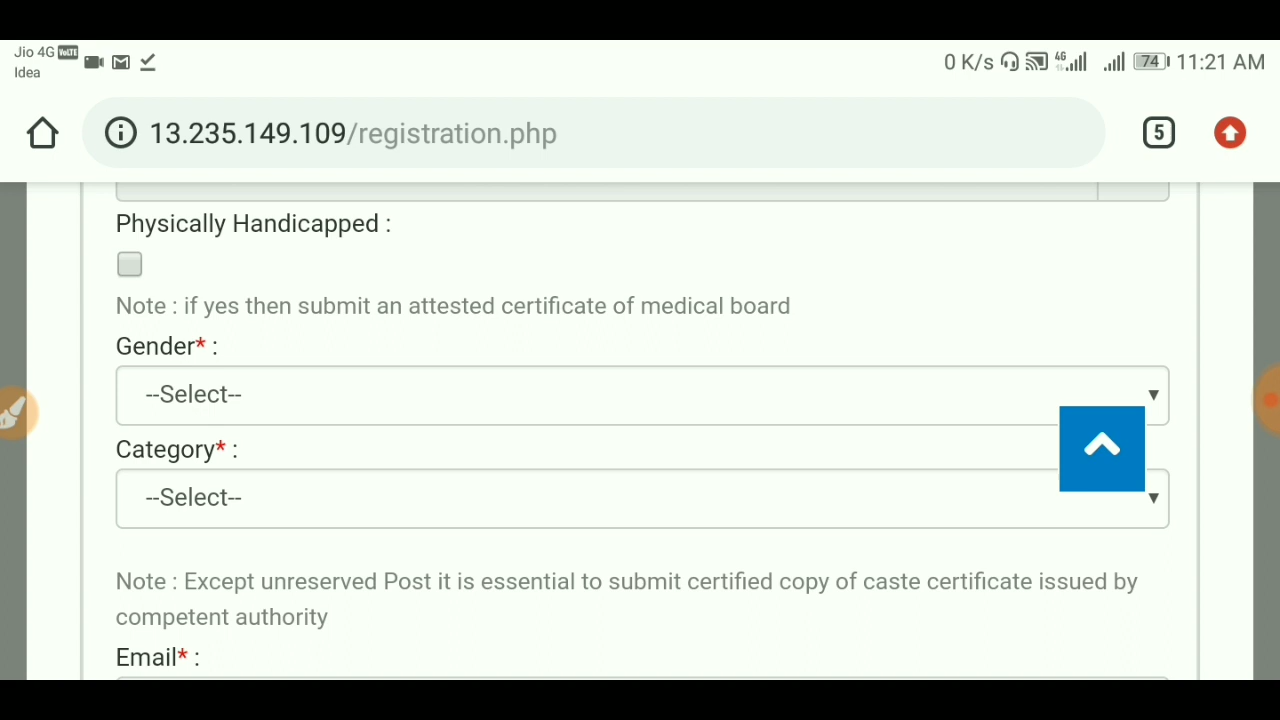 Jio 4G VoLTE
Idea
0 K/s 4G 74 11:21 AM
13.235.149.109/registration.php
5
Physically Handicapped :
Note : if yes then submit an attested certificate of medical board
Gender* :
--Select--
Category* :
--Select--
Note : Except unreserved Post it is essential to submit certified copy of caste certificate issued by
competent authority
Email* :